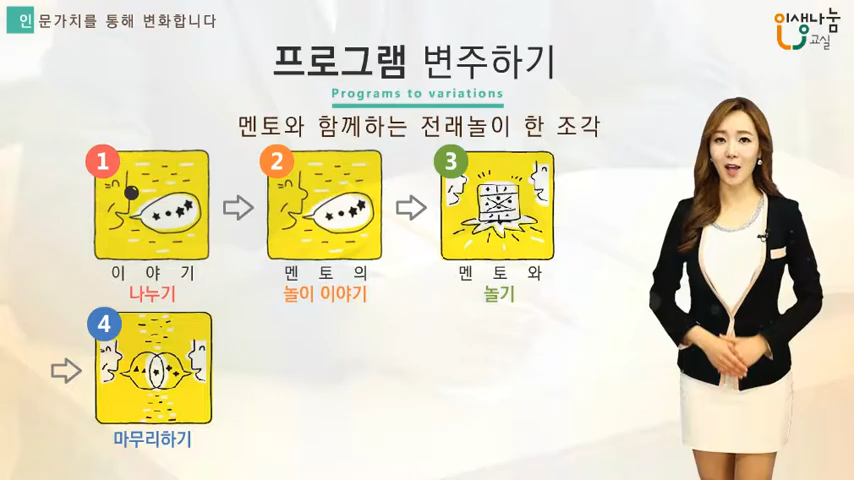 인문가치를 통해 변화합니다
인생나눔
교실
프로그램 변주하기
Programs to variations
멘토와 함께하는 전래놀이 한 조각
1
2
3
이야기
나누기
멘토의
놀이 이야기
멘토와
놀기
4
마무리하기